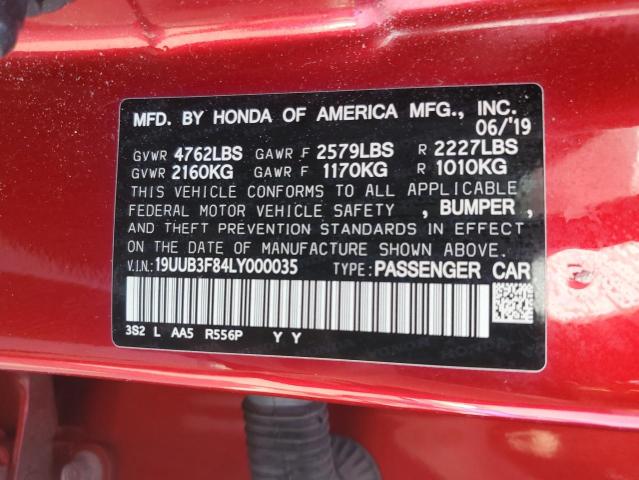 MFD. BY HONDA OF AMERICA MFG., INC.
06/'19
GVWR 4762LBS GAWR F 2579LBS R 2227LBS
GVWR 2160KG GAWR F 1170KG R 1010KG
THIS VEHICLE CONFORMS TO ALL APPLICABLE
FEDERAL MOTOR VEHICLE SAFETY , BUMPER ,
AND THEFT PREVENTION STANDARDS IN EFFECT
ON THE DATE OF MANUFACTURE SHOWN ABOVE.
V.I.N.: 19UUB3F84LY000035 TYPE: PASSENGER CAR
3S2 L AA5 R556P Y Y
HONDA HONDA